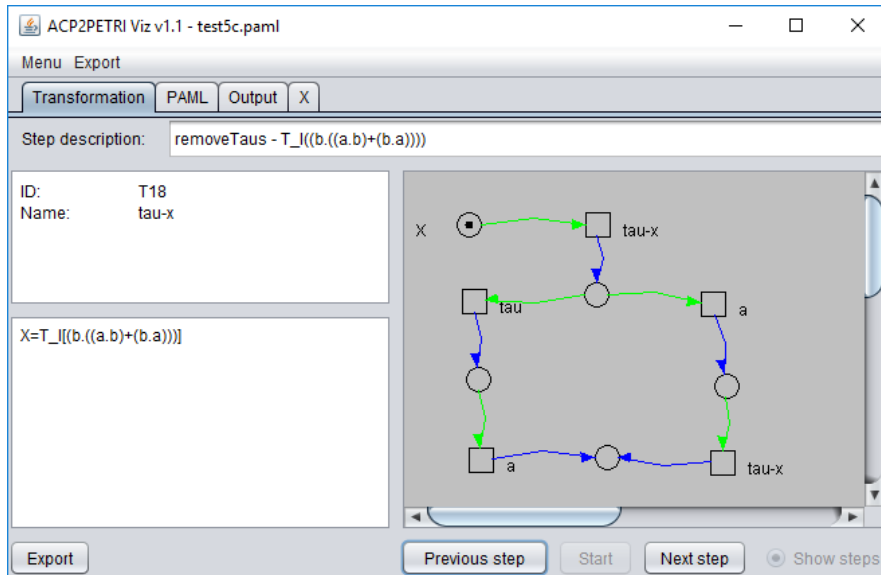 ACP2PETRI Viz v1.1 - test5c.paml
Menu Export
Transformation PAML Output X
Step description: removeTaus - T_I((b.((a.b)+(b.a))))
ID: T18
Name: tau-x
X=T_I[(b.((a.b)+(b.a)))]
X tau-x
tau a
a tau-x
Export Previous step Start Next step Show steps